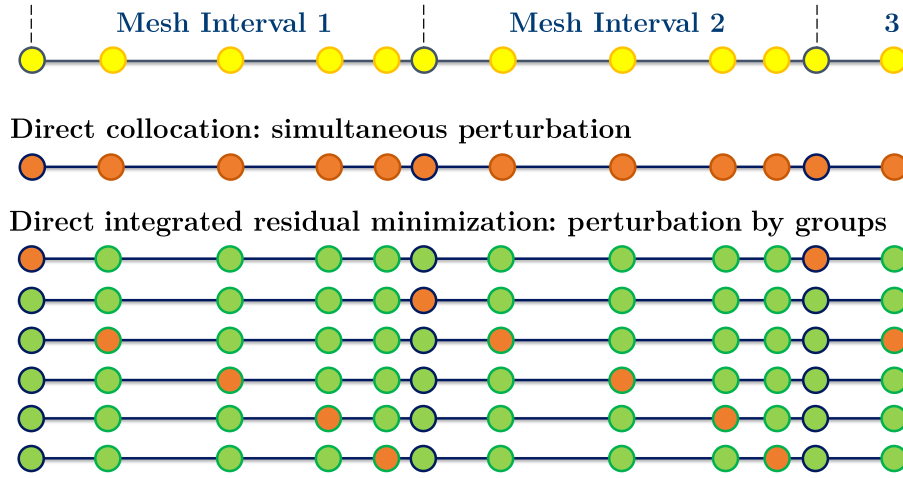 Mesh Interval 1 Mesh Interval 2 3
Direct collocation: simultaneous perturbation
Direct integrated residual minimization: perturbation by groups